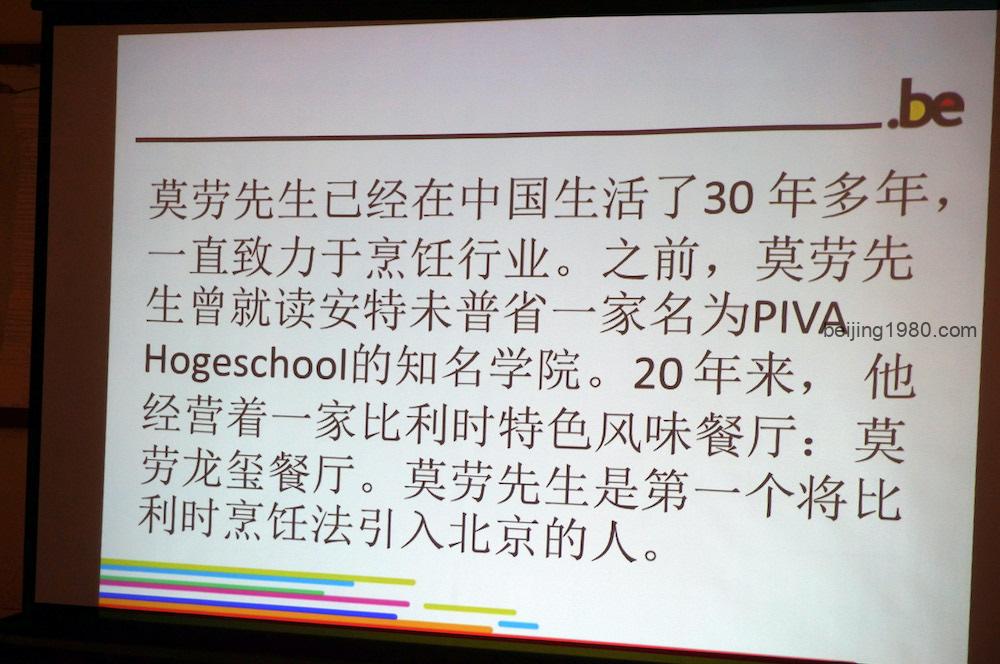 .be
莫劳先生已经在中国生活了30 年多年，
一直致力于烹饪行业。之前，莫劳先
生曾就读安特未普省一家名为PIVA
beijing1980.com
Hogeschool的知名学院。20 年来， 他
经营着一家比利时特色风味餐厅：莫
劳龙玺餐厅。莫劳先生是第一个将比
利时烹饪法引入北京的人。